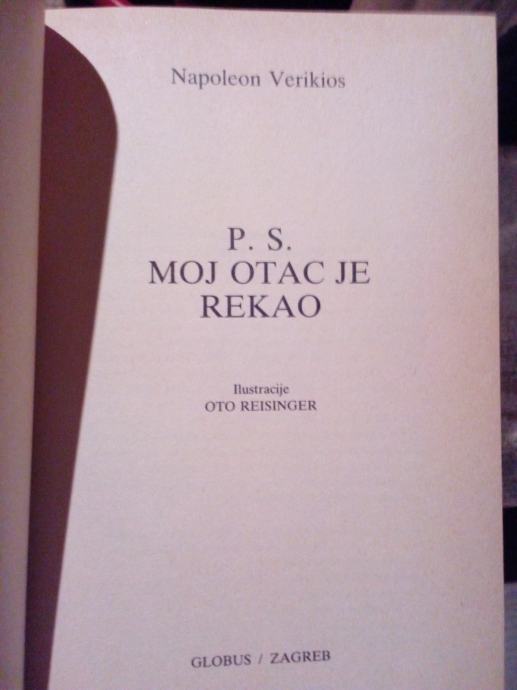 Napoleon Verikios
P. S.
MOJ OTAC JE
REKAO
Ilustracije
OTO REISINGER
GLOBUS / ZAGREB